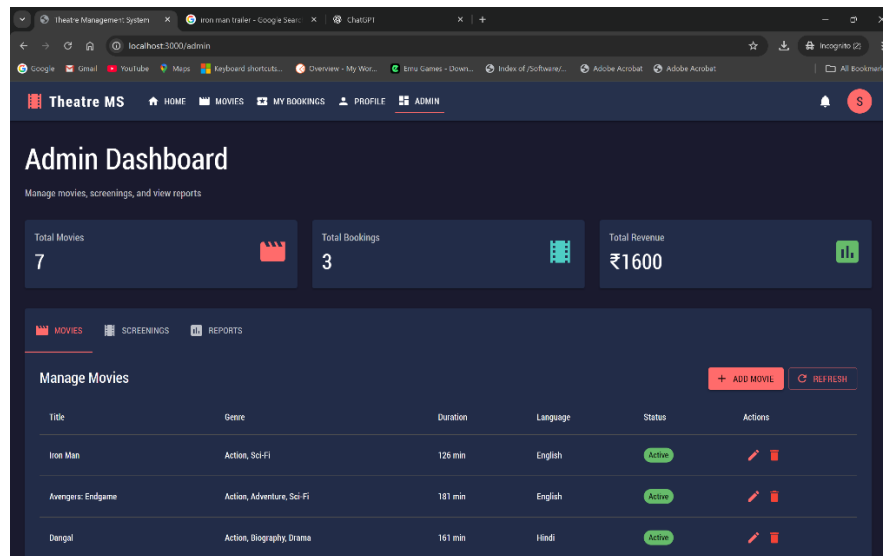 Theatre Management System
iron man trailer - Google Searc
ChatGPT
localhost:3000/admin
Incognito (2)
Google Gmail YouTube Maps Keyboard shortcuts... Overview - My Wor... Emu Games - Down... Index of /Software/... Adobe Acrobat Adobe Acrobat All Bookmark
Theatre MS HOME MOVIES MY BOOKINGS PROFILE ADMIN S
Admin Dashboard
Manage movies, screenings, and view reports
Total Movies
7
Total Bookings
3
Total Revenue
₹1600
MOVIES SCREENINGS REPORTS
Manage Movies
+ ADD MOVIE REFRESH
Title Genre Duration Language Status Actions
Iron Man Action, Sci-Fi 126 min English Active
Avengers: Endgame Action, Adventure, Sci-Fi 181 min English Active
Dangal Action, Biography, Drama 161 min Hindi Active